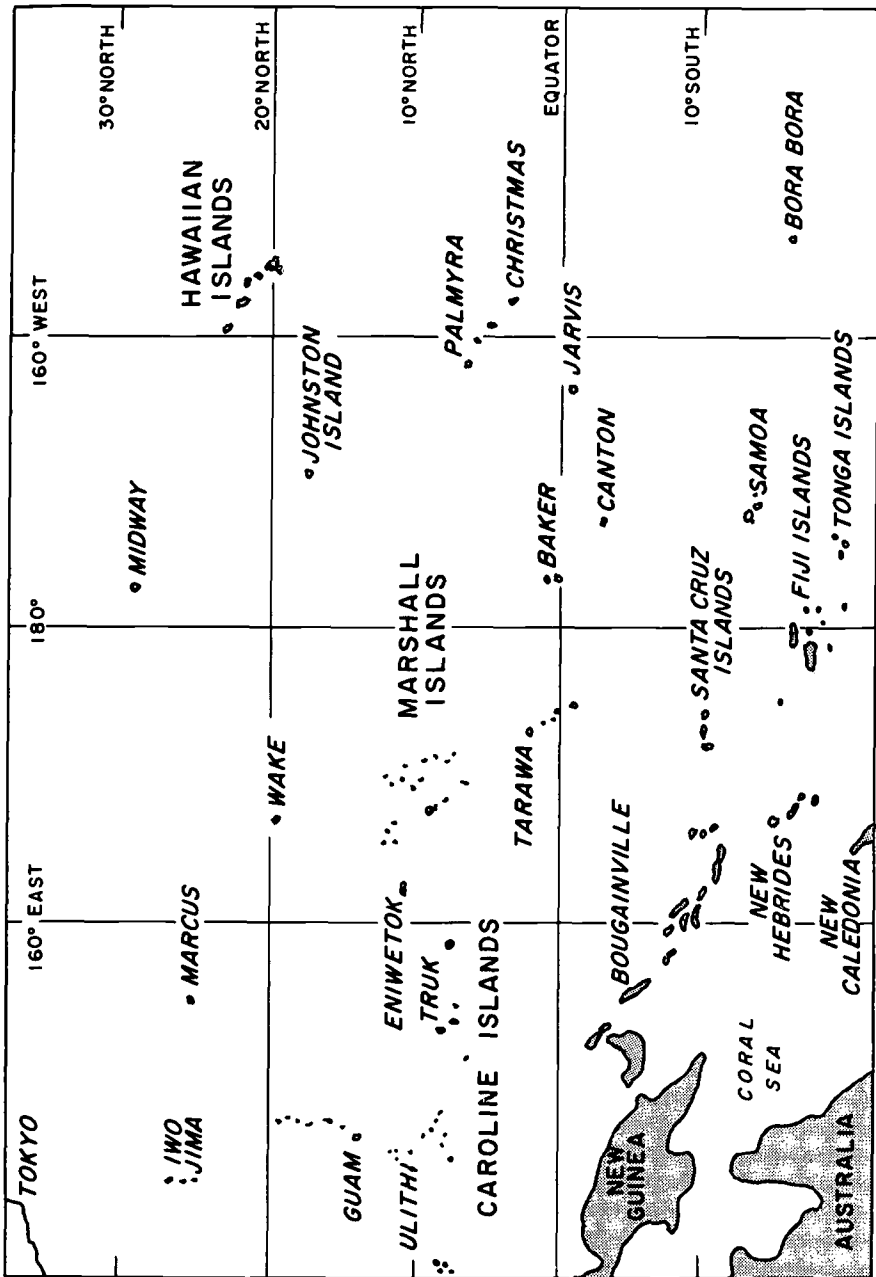 160° EAST
180°
160° WEST
TOKYO
30° NORTH
IWO
JIMA
MARCUS
MIDWAY
HAWAIIAN
ISLANDS
20° NORTH
WAKE
JOHNSTON
ISLAND
GUAM
ULITHI
ENIWETOK
TRUK
MARSHALL
ISLANDS
10° NORTH
CAROLINE ISLANDS
PALMYRA
CHRISTMAS
TARAWA
BAKER
JARVIS
EQUATOR
NEW
GUINEA
BOUGAINVILLE
CANTON
SANTA CRUZ
ISLANDS
10° SOUTH
CORAL
SEA
NEW
HEBRIDES
SAMOA
BORA BORA
FIJI ISLANDS
TONGA ISLANDS
AUSTRALIA
NEW
CALEDONIA